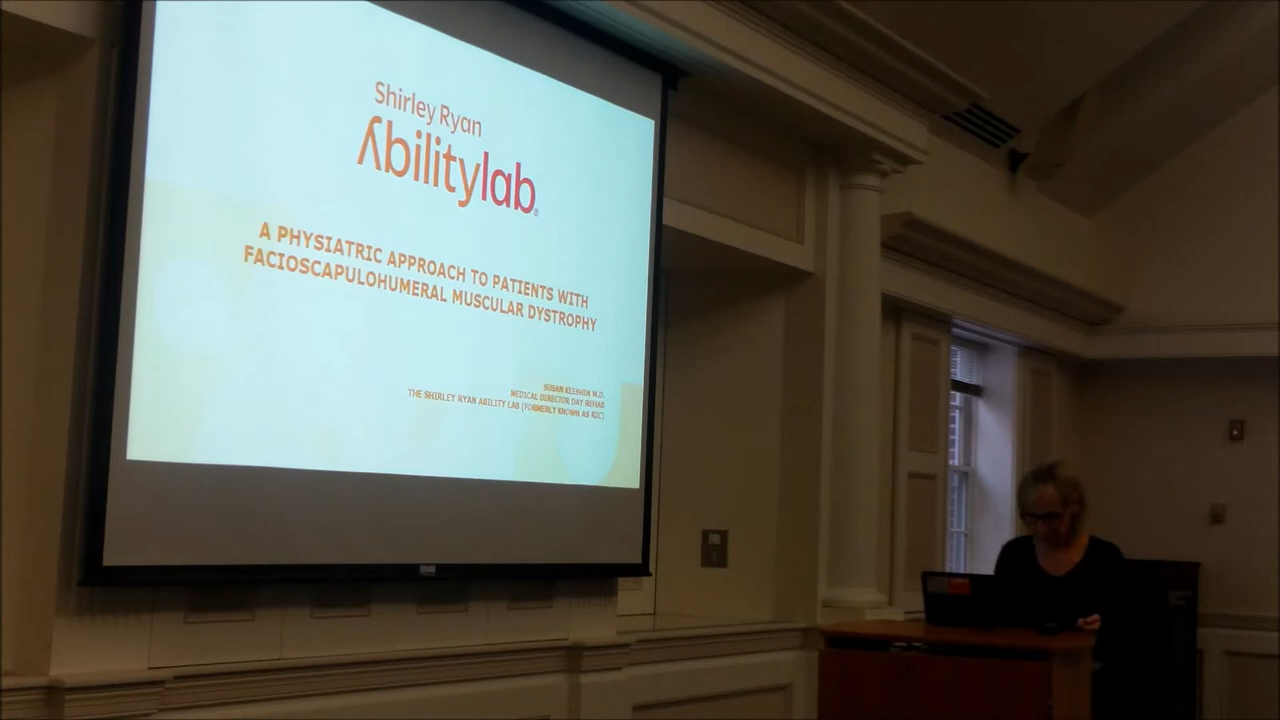 Shirley Ryan
Abilitylab®
A PHYSIATRIC APPROACH TO PATIENTS WITH
FACIOSCAPULOHUMERAL MUSCULAR DYSTROPHY
SUSAN KEESHIN M.D.
MEDICAL DIRECTOR DAY REHAB
THE SHIRLEY RYAN ABILITY LAB (FORMERLY KNOWN AS RIC)